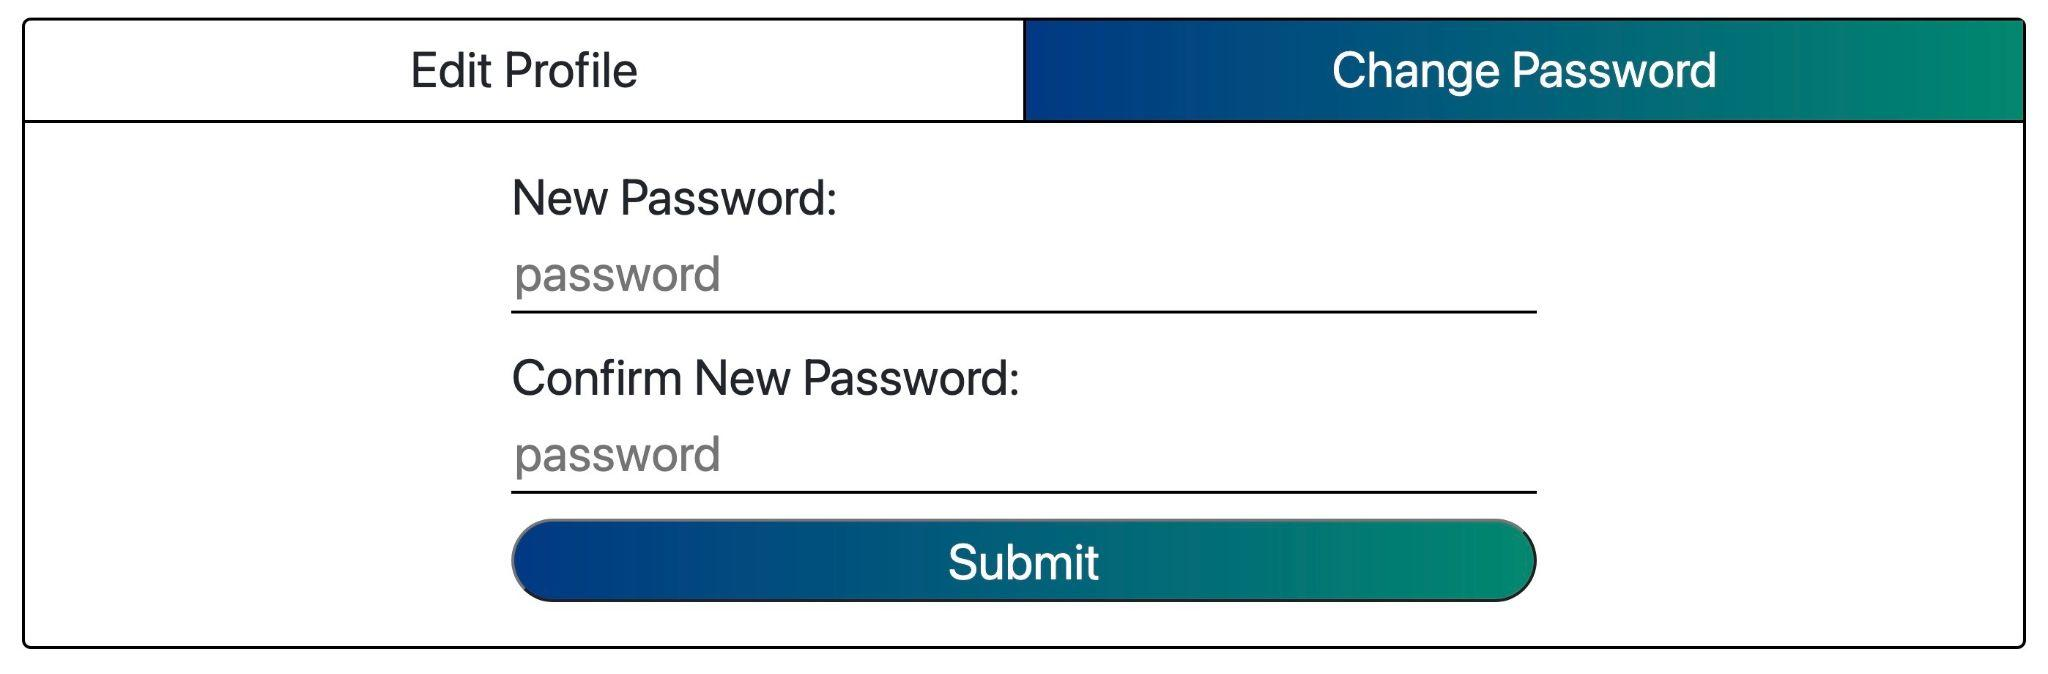 Edit Profile
Change Password
New Password:
password
Confirm New Password:
password
Submit